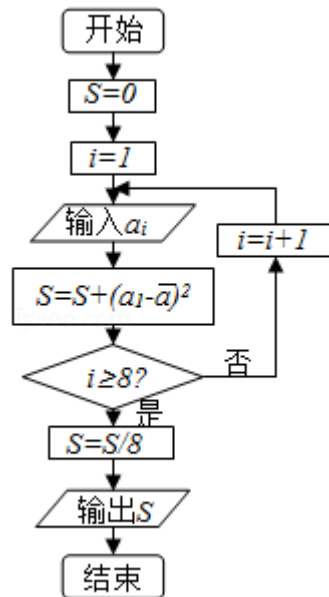 开始
S=0
i=1
输入aᵢ
i=i+1
S=S+(a₁-a̅)²
i≥8?
否
是
S=S/8
输出S
结束